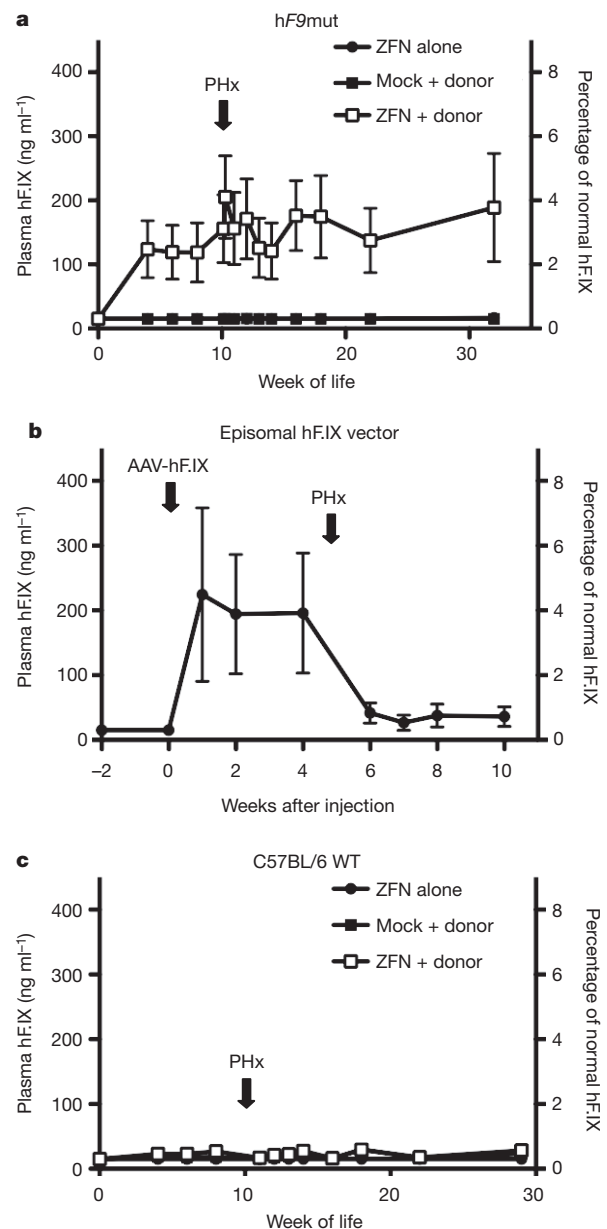 a
hF9mut
ZFN alone
Mock + donor
ZFN + donor
PHx
Plasma hF.IX (ng ml⁻¹)
400
300
200
100
0
Percentage of normal hF.IX
8
6
4
2
0
0 10 20 30
Week of life
b
Episomal hF.IX vector
AAV-hF.IX
PHx
Plasma hF.IX (ng ml⁻¹)
400
300
200
100
0
Percentage of normal hF.IX
8
6
4
2
0
–2 0 2 4 6 8 10
Weeks after injection
c
C57BL/6 WT
ZFN alone
Mock + donor
ZFN + donor
PHx
Plasma hF.IX (ng ml⁻¹)
400
300
200
100
0
Percentage of normal hF.IX
8
6
4
2
0
0 10 20 30
Week of life